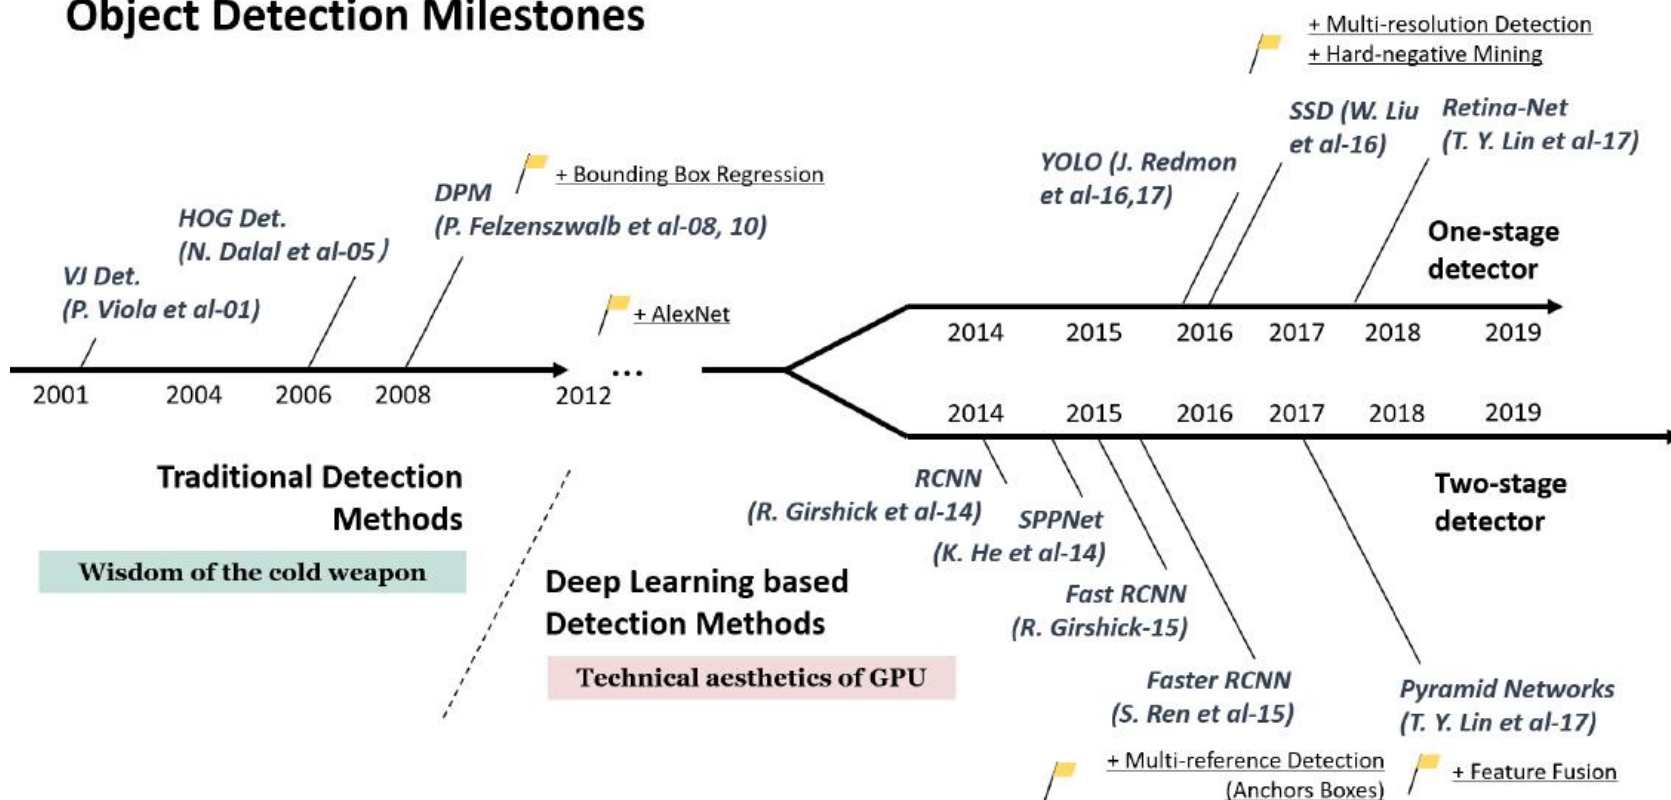 Object Detection Milestones
+ Multi-resolution Detection
+ Hard-negative Mining
SSD (W. Liu
et al-16)
Retina-Net
(T. Y. Lin et al-17)
YOLO (J. Redmon
et al-16,17)
+ Bounding Box Regression
DPM
(P. Felzenszwalb et al-08, 10)
HOG Det.
(N. Dalal et al-05)
VJ Det.
(P. Viola et al-01)
+ AlexNet
One-stage
detector
...
2014 2015 2016 2017 2018 2019
2001 2004 2006 2008 2012
2014 2015 2016 2017 2018 2019
Traditional Detection
Methods
Wisdom of the cold weapon
Deep Learning based
Detection Methods
Technical aesthetics of GPU
RCNN
(R. Girshick et al-14)
SPPNet
(K. He et al-14)
Fast RCNN
(R. Girshick-15)
Faster RCNN
(S. Ren et al-15)
Two-stage
detector
Pyramid Networks
(T. Y. Lin et al-17)
+ Multi-reference Detection
(Anchors Boxes)
+ Feature Fusion